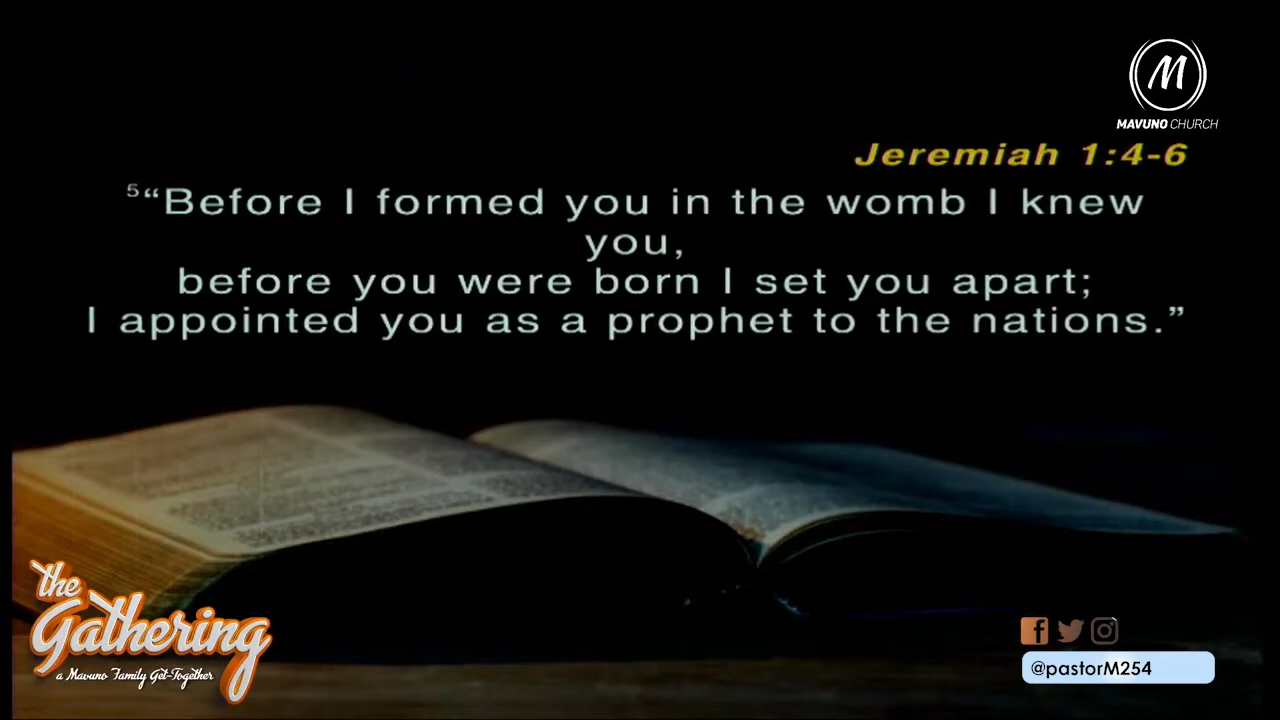 M
MAVUNO CHURCH
Jeremiah 1:4-6
5“Before I formed you in the womb I knew
you,
before you were born I set you apart;
I appointed you as a prophet to the nations.”
the
Gathering
a Mavuno Family Get-Together
@pastorM254